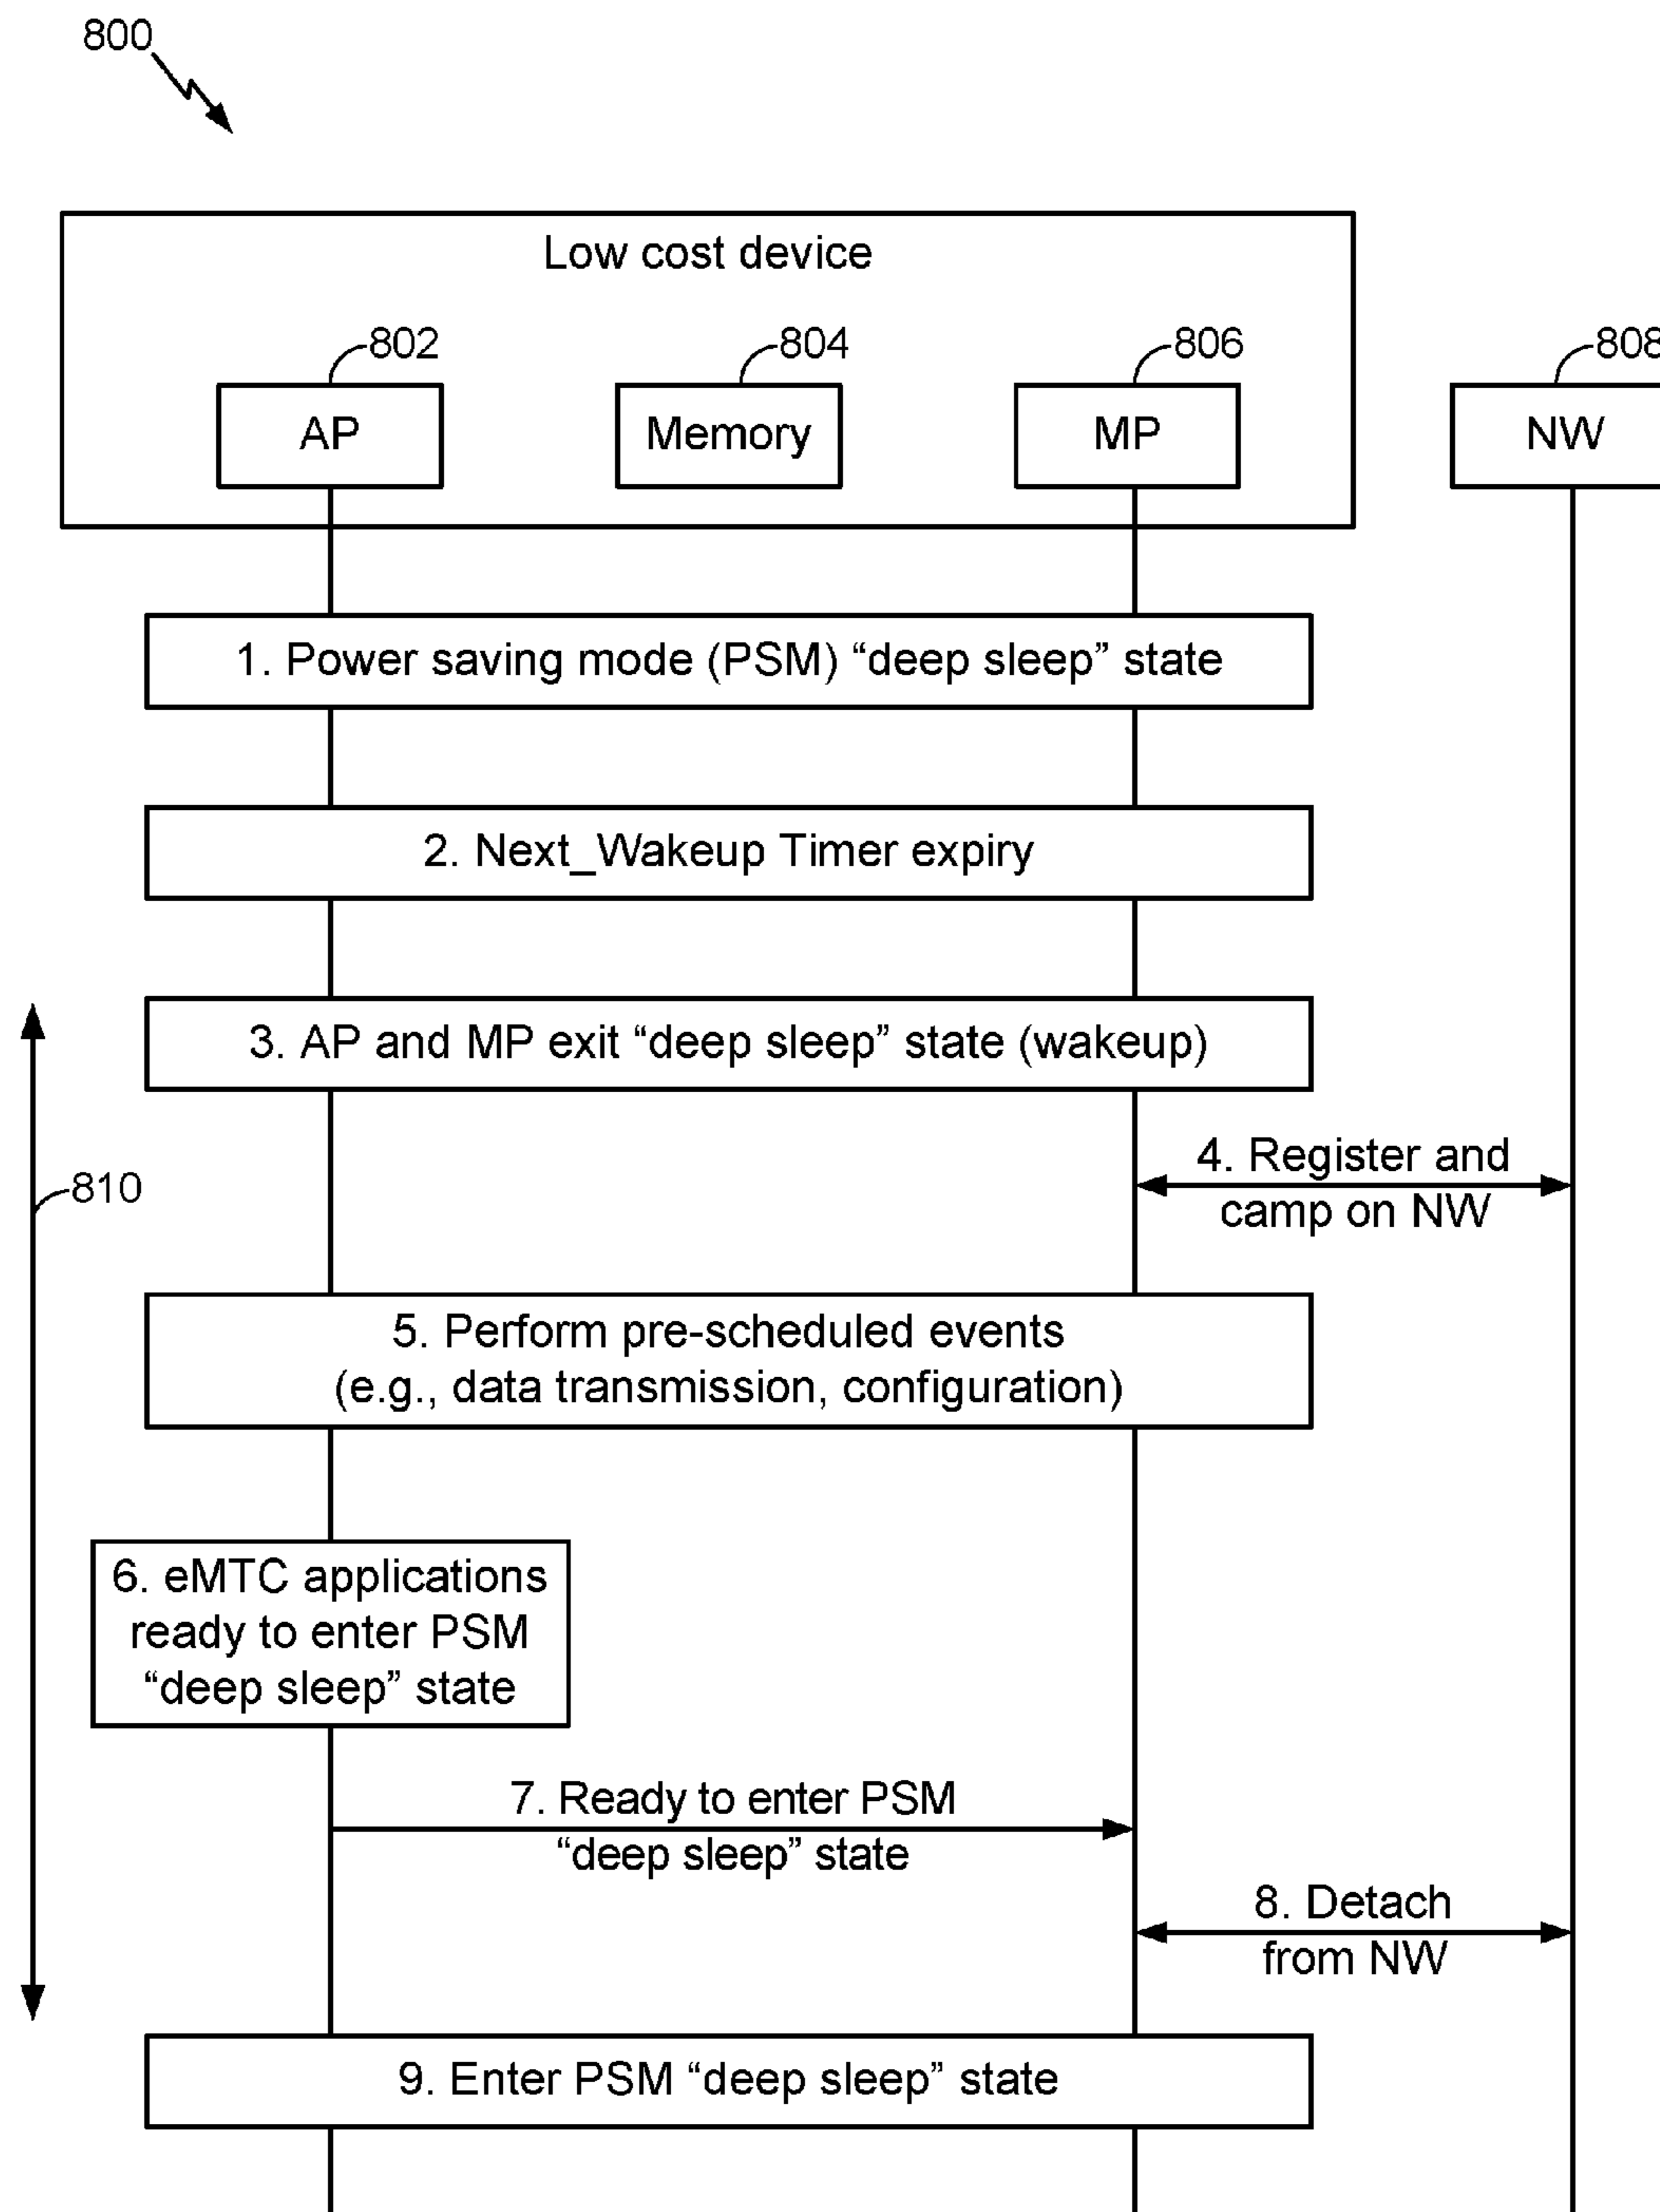 800
Low cost device
802
804
806
808
AP
Memory
MP
NW
1. Power saving mode (PSM) “deep sleep” state
2. Next_Wakeup Timer expiry
3. AP and MP exit “deep sleep” state (wakeup)
4. Register and
camp on NW
810
5. Perform pre-scheduled events
(e.g., data transmission, configuration)
6. eMTC applications
ready to enter PSM
“deep sleep” state
7. Ready to enter PSM
“deep sleep” state
8. Detach
from NW
9. Enter PSM “deep sleep” state